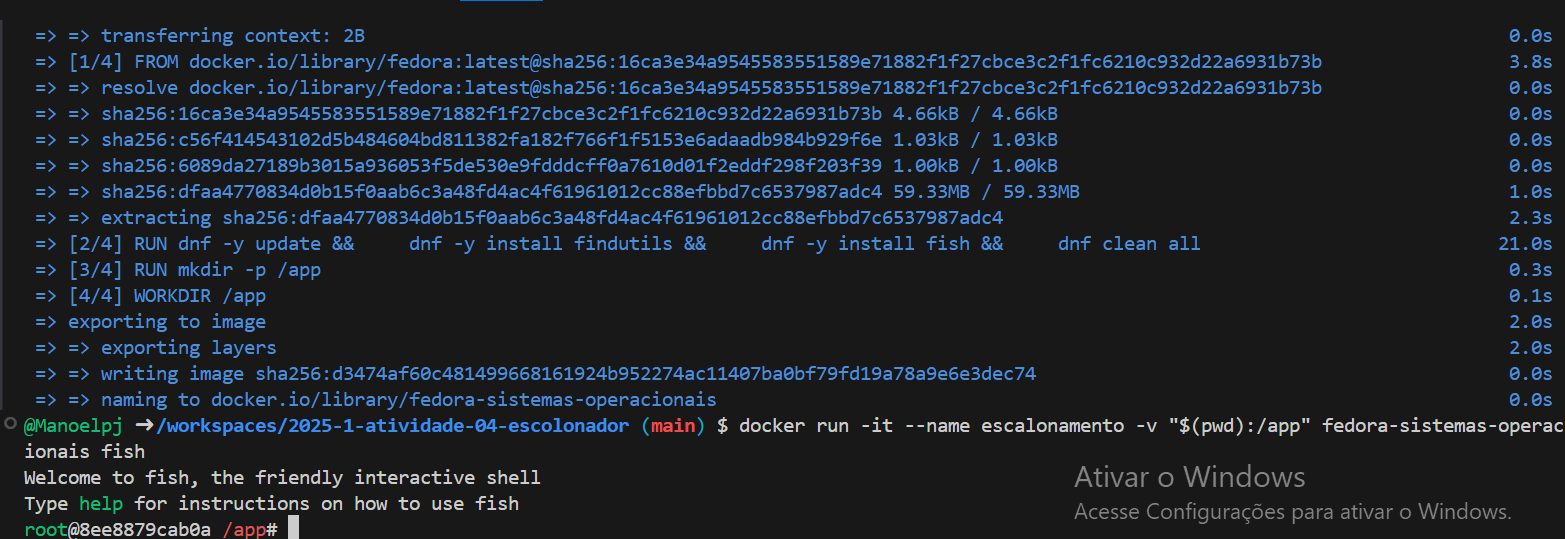 => => transferring context: 2B 0.0s
=> [1/4] FROM docker.io/library/fedora:latest@sha256:16ca3e34a9545583551589e71882f1f27cbce3c2f1fc6210c932d22a6931b73b 3.8s
=> => resolve docker.io/library/fedora:latest@sha256:16ca3e34a9545583551589e71882f1f27cbce3c2f1fc6210c932d22a6931b73b 0.0s
=> => sha256:16ca3e34a9545583551589e71882f1f27cbce3c2f1fc6210c932d22a6931b73b 4.66kB / 4.66kB 0.0s
=> => sha256:c56f414543102d5b484604bd811382fa182f766f1f5153e6adaadb984b929f6e 1.03kB / 1.03kB 0.0s
=> => sha256:6089da27189b3015a936053f5de530e9fdddcff0a7610d01f2eddf298f203f39 1.00kB / 1.00kB 0.0s
=> => sha256:dfaa4770834d0b15f0aab6c3a48fd4ac4f61961012cc88efbbd7c6537987adc4 59.33MB / 59.33MB 1.0s
=> => extracting sha256:dfaa4770834d0b15f0aab6c3a48fd4ac4f61961012cc88efbbd7c6537987adc4 2.3s
=> [2/4] RUN dnf -y update &&     dnf -y install findutils &&     dnf -y install fish &&     dnf clean all 21.0s
=> [3/4] RUN mkdir -p /app 0.3s
=> [4/4] WORKDIR /app 0.1s
=> exporting to image 2.0s
=> => exporting layers 2.0s
=> => writing image sha256:d3474af60c481499668161924b952274ac11407ba0bf79fd19a78a9e6e3dec74 0.0s
=> => naming to docker.io/library/fedora-sistemas-operacionais 0.0s
@Manoelpj ➜/workspaces/2025-1-atividade-04-escolonador (main) $ docker run -it --name escalonamento -v "$(pwd):/app" fedora-sistemas-operac
ionais fish
Welcome to fish, the friendly interactive shell
Type help for instructions on how to use fish
root@8ee8879cab0a /app#
Ativar o Windows
Acesse Configurações para ativar o Windows.